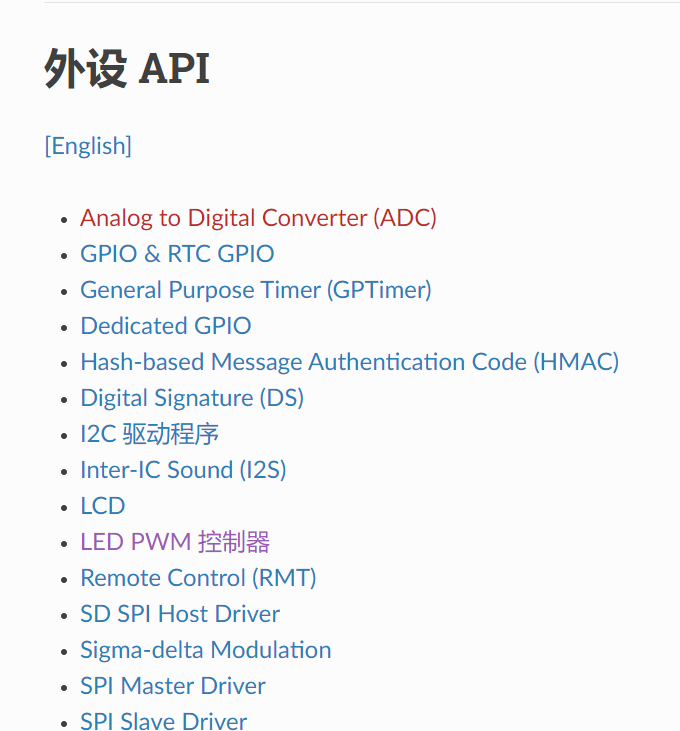 外设 API
[English]
Analog to Digital Converter (ADC)
GPIO & RTC GPIO
General Purpose Timer (GPTimer)
Dedicated GPIO
Hash-based Message Authentication Code (HMAC)
Digital Signature (DS)
I2C 驱动程序
Inter-IC Sound (I2S)
LCD
LED PWM 控制器
Remote Control (RMT)
SD SPI Host Driver
Sigma-delta Modulation
SPI Master Driver
SPI Slave Driver